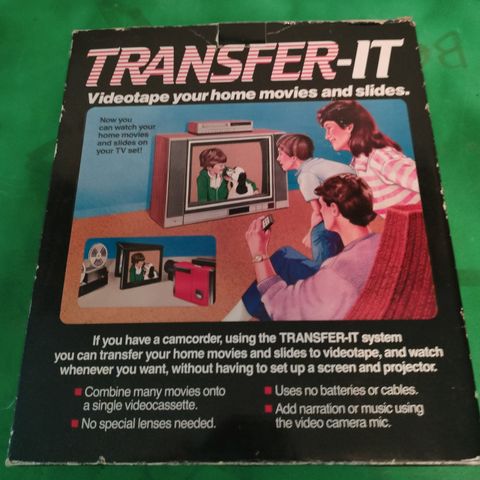 TRANSFER-IT
Videotape your home movies and slides.
Now you
can watch your
home movies
and slides on
your TV set!
If you have a camcorder, using the TRANSFER-IT system
you can transfer your home movies and slides to videotape, and watch
whenever you want, without having to set up a screen and projector.
■ Combine many movies onto
a single videocassette.
■ No special lenses needed.
■ Uses no batteries or cables.
■ Add narration or music using
the video camera mic.